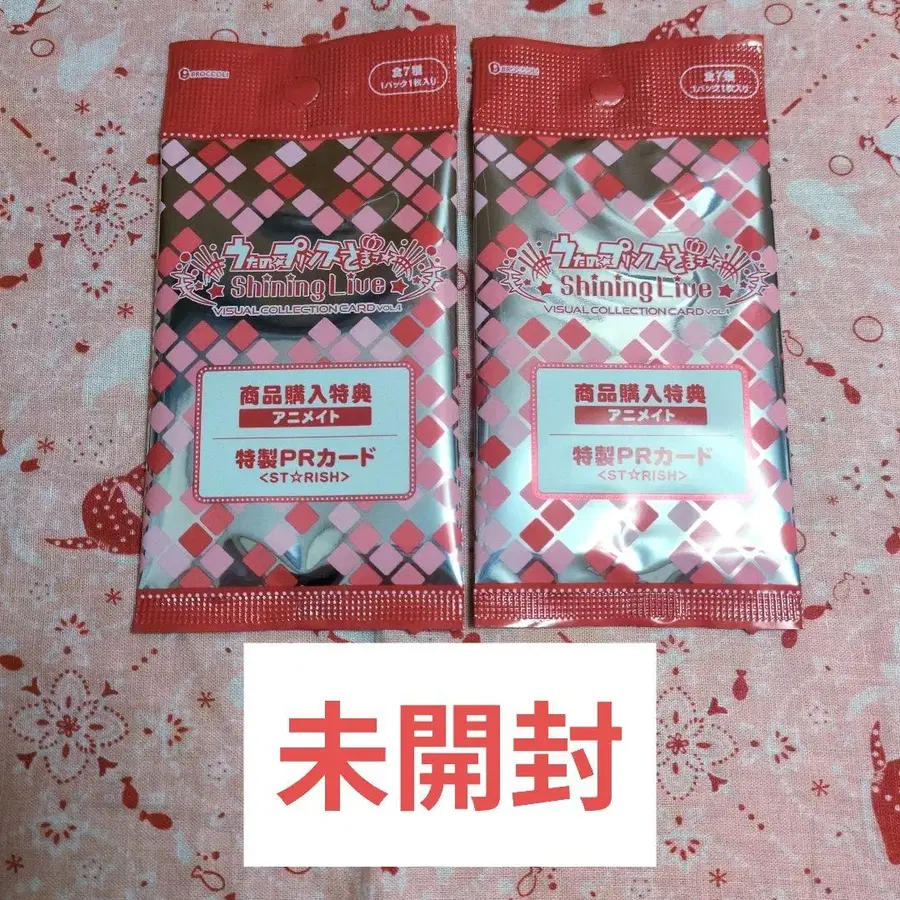 BROCCOLI
全7種
1パック1枚入り
うたの☆プリンスさまっ♪
Shining Live
VISUAL COLLECTION CARD VOL.4
商品購入特典
アニメイト
特製PRカード
<ST☆RISH>
BROCCOLI
全7種
1パック1枚入り
うたの☆プリンスさまっ♪
Shining Live
VISUAL COLLECTION CARD VOL.4
商品購入特典
アニメイト
特製PRカード
<ST☆RISH>
未開封